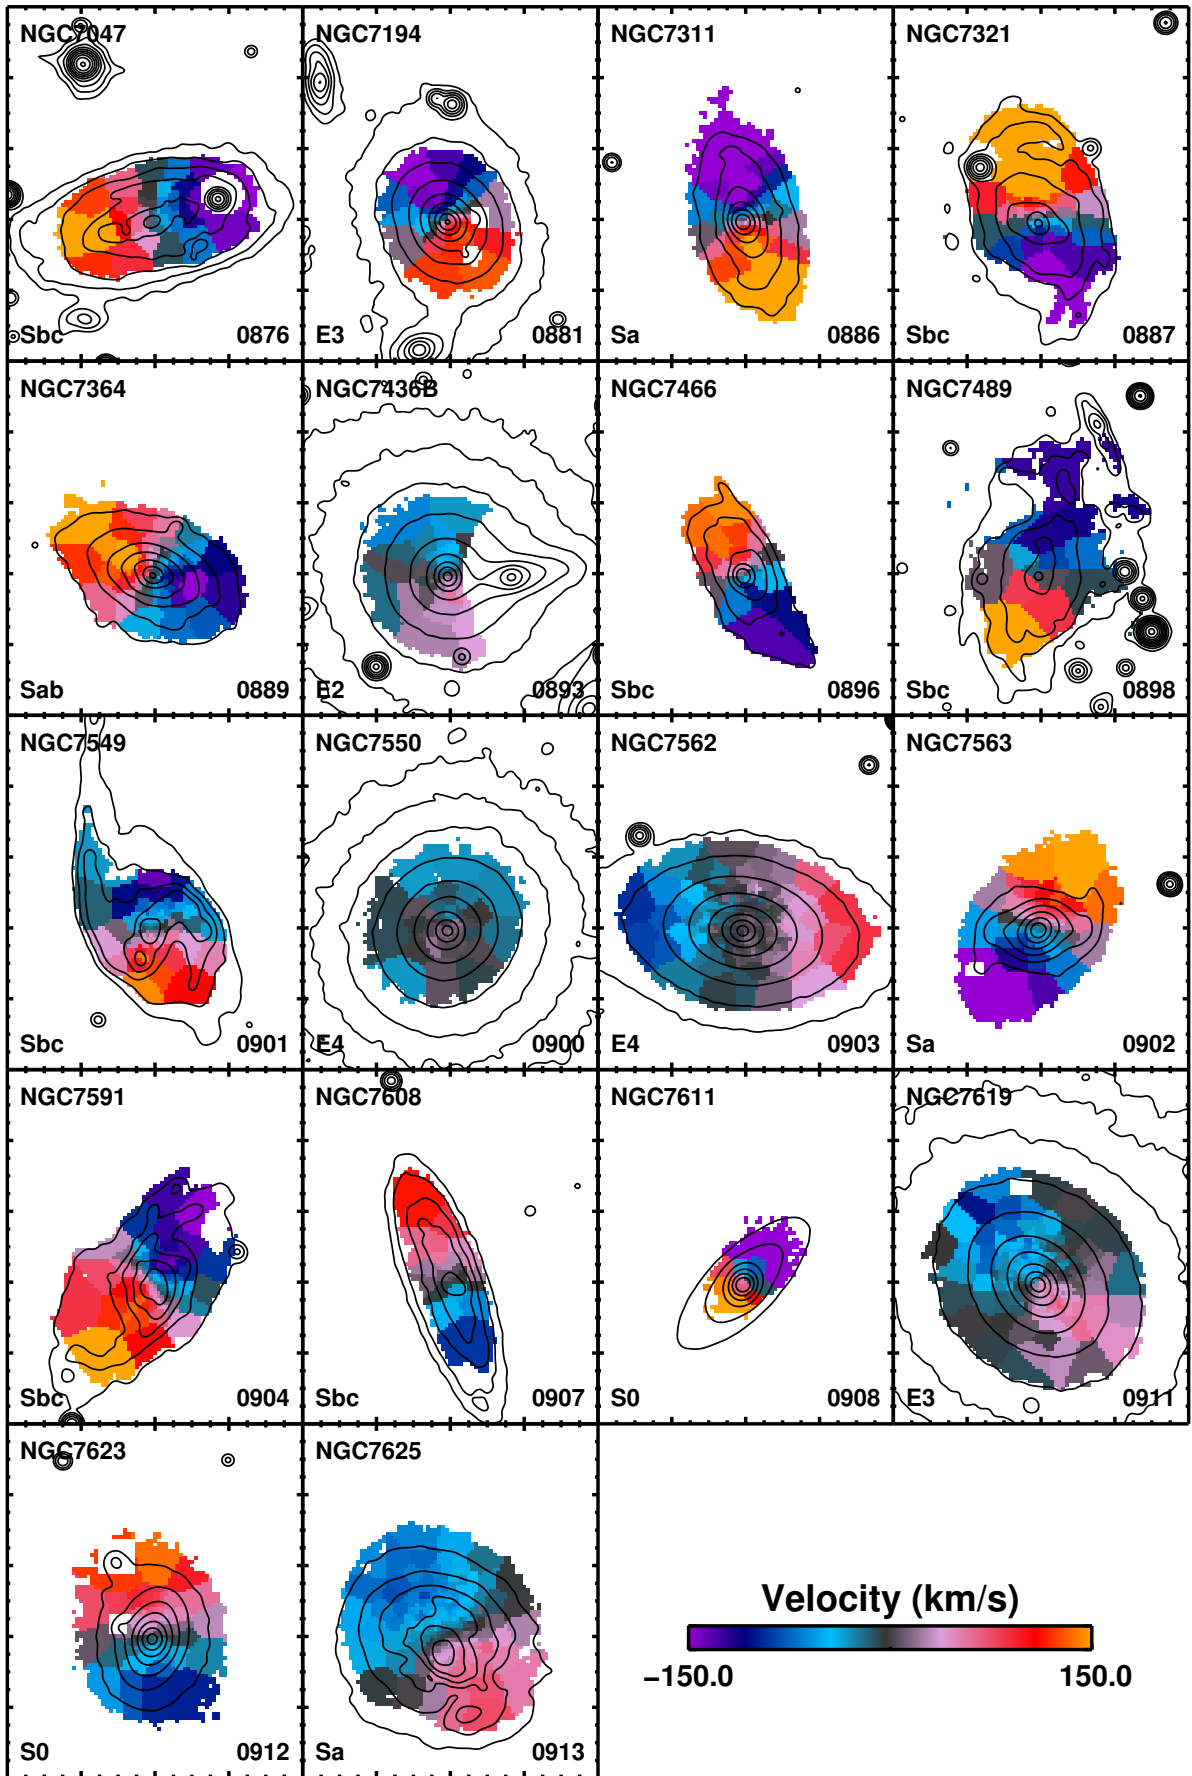 NGC7047
Sbc 0876
NGC7194
E3 0881
NGC7311
Sa 0886
NGC7321
Sbc 0887
NGC7364
Sab 0889
NGC7436B
E2 0893
NGC7466
Sbc 0896
NGC7489
Sbc 0898
NGC7549
Sbc 0901
NGC7550
E4 0900
NGC7562
E4 0903
NGC7563
Sa 0902
NGC7591
Sbc 0904
NGC7608
Sbc 0907
NGC7611
S0 0908
NGC7619
E3 0911
NGC7623
S0 0912
NGC7625
Sa 0913
Velocity (km/s)
−150.0 150.0